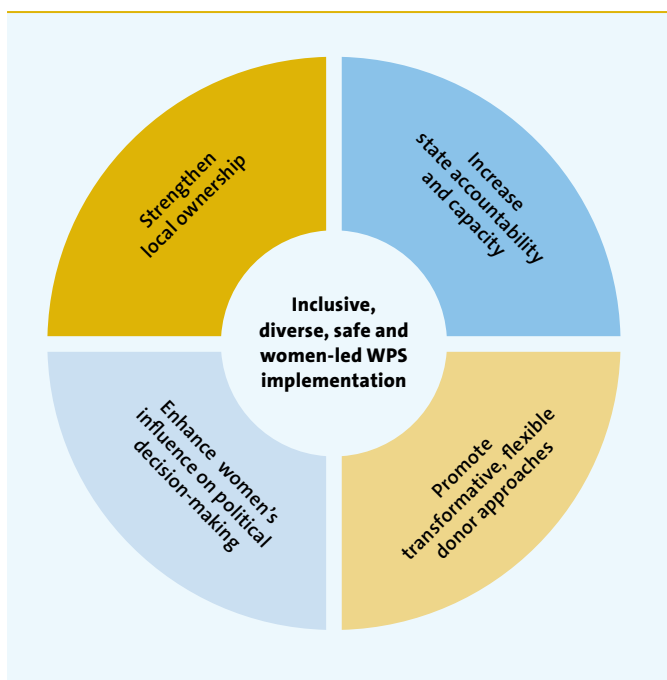 Strengthen
local ownership
Increase
state accountability
and capacity
Inclusive,
diverse, safe and
women-led WPS
implementation
Enhance women's
influence on political
decision-making
Promote
transformative, flexible
donor approaches